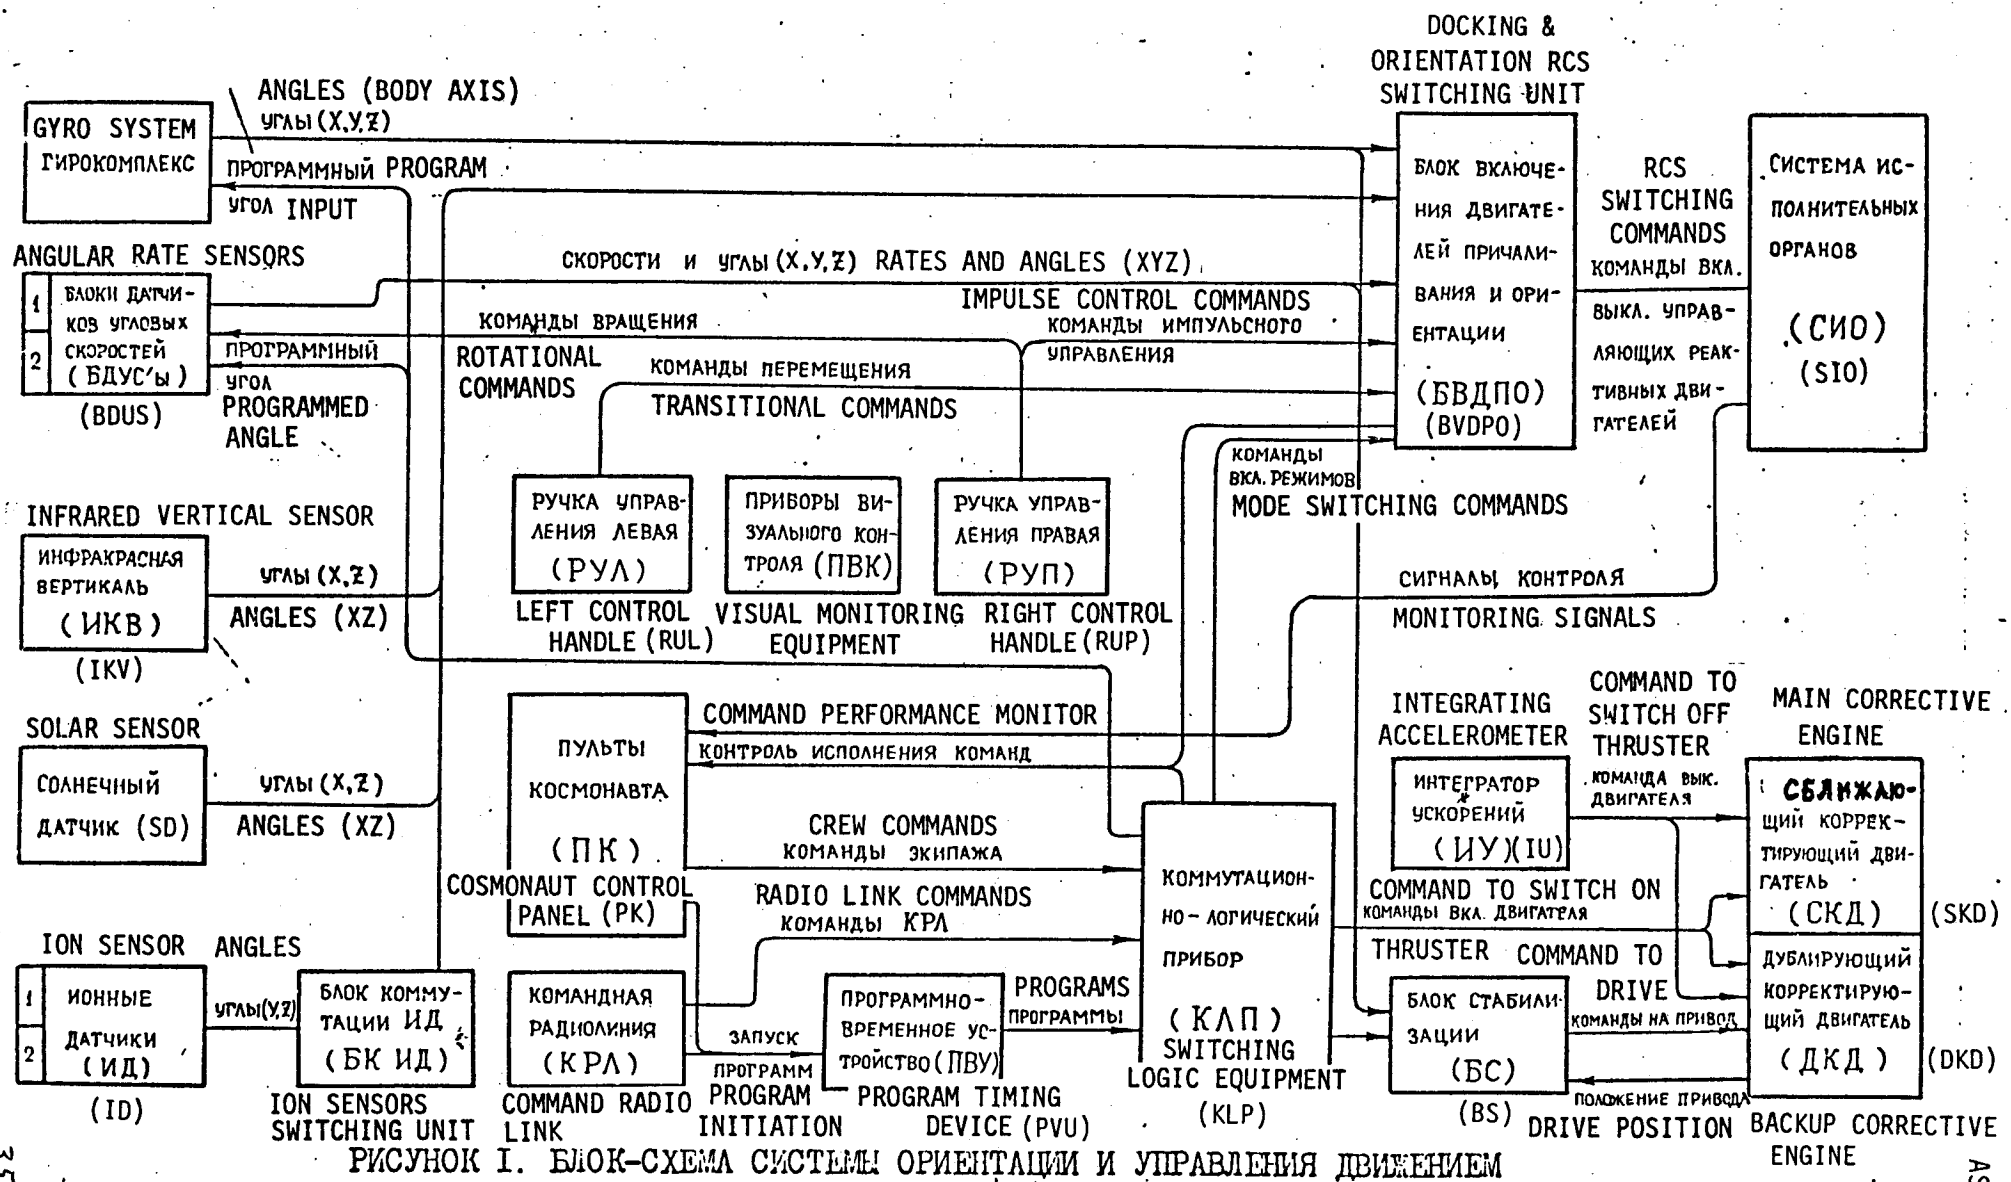 DOCKING &
ORIENTATION RCS
SWITCHING UNIT
ANGLES (BODY AXIS)
УГЛЫ (X,Y,Z)
GYRO SYSTEM
ГИРОКОМПЛЕКС
ПРОГРАММНЫЙ PROGRAM
УГОЛ INPUT
БЛОК ВКЛЮЧЕ-
НИЯ ДВИГАТЕ-
ЛЕЙ ПРИЧАЛИ-
ВАНИЯ И ОРИ-
ЕНТАЦИИ
(БВДПО)
(BVDPO)
RCS
SWITCHING
COMMANDS
КОМАНДЫ ВКЛ.
ВЫКЛ. УПРАВ-
ЛЯЮЩИХ РЕАК-
ТИВНЫХ ДВИ-
ГАТЕЛЕЙ
СИСТЕМА ИС-
ПОЛНИТЕЛЬНЫХ
ОРГАНОВ
(СИО)
(SIO)
ANGULAR RATE SENSORS
1
2
БЛОКИ ДАТЧИ-
КОВ УГЛОВЫХ
СКОРОСТЕЙ
(БДУС'ы)
(BDUS)
СКОРОСТИ И УГЛЫ (X,Y,Z) RATES AND ANGLES (XYZ)
IMPULSE CONTROL COMMANDS
КОМАНДЫ ВРАЩЕНИЯ
КОМАНДЫ ИМПУЛЬСНОГО
УПРАВЛЕНИЯ
ПРОГРАММНЫЙ
УГОЛ
PROGRAMMED
ANGLE
ROTATIONAL
COMMANDS
КОМАНДЫ ПЕРЕМЕЩЕНИЯ
TRANSITIONAL COMMANDS
КОМАНДЫ
ВКЛ. РЕЖИМОВ
MODE SWITCHING COMMANDS
РУЧКА УПРАВ-
ЛЕНИЯ ЛЕВАЯ
(РУЛ)
LEFT CONTROL
HANDLE (RUL)
ПРИБОРЫ ВИ-
ЗУАЛЬНОГО КОН-
ТРОЛЯ (ПВК)
VISUAL MONITORING
EQUIPMENT
РУЧКА УПРАВ-
ЛЕНИЯ ПРАВАЯ
(РУП)
RIGHT CONTROL
HANDLE (RUP)
INFRARED VERTICAL SENSOR
ИНФРАКРАСНАЯ
ВЕРТИКАЛЬ
(ИКВ)
(IKV)
УГЛЫ (X,Z)
ANGLES (XZ)
СИГНАЛЫ КОНТРОЛЯ
MONITORING SIGNALS
SOLAR SENSOR
СОЛНЕЧНЫЙ
ДАТЧИК (SD)
УГЛЫ (X,Z)
ANGLES (XZ)
ПУЛЬТЫ
КОСМОНАВТА
(ПК)
COSMONAUT CONTROL
PANEL (PK)
COMMAND PERFORMANCE MONITOR
КОНТРОЛЬ ИСПОЛНЕНИЯ КОМАНД
CREW COMMANDS
КОМАНДЫ ЭКИПАЖА
RADIO LINK COMMANDS
КОМАНДЫ КРЛ
INTEGRATING
ACCELEROMETER
ИНТЕГРАТОР
УСКОРЕНИЙ
(ИУ)(IU)
COMMAND TO
SWITCH OFF
THRUSTER
КОМАНДА ВЫК.
ДВИГАТЕЛЯ
MAIN CORRECTIVE
ENGINE
СБЛИЖАЮ-
ЩИЙ КОРРЕК-
ТИРУЮЩИЙ ДВИ-
ГАТЕЛЬ
(СКД)
(SKD)
COMMAND TO SWITCH ON
КОМАНДЫ ВКЛ. ДВИГАТЕЛЯ
THRUSTER
COMMAND TO
DRIVE
КОМАНДЫ НА ПРИВОД
ДУБЛИРУЮЩИЙ
КОРРЕКТИРУЮ-
ЩИЙ ДВИГАТЕЛЬ
(ДКД)
(DKD)
ION SENSOR
ANGLES
1
2
ИОННЫЕ
ДАТЧИКИ
(ИД)
(ID)
УГЛЫ(Y,Z)
БЛОК КОММУ-
ТАЦИИ ИД
(БК ИД)
ION SENSORS
SWITCHING UNIT
КОМАНДНАЯ
РАДИОЛИНИЯ
(КРЛ)
COMMAND RADIO
LINK
ЗАПУСК
ПРОГРАММ
PROGRAM
INITIATION
ПРОГРАММНО-
ВРЕМЕННОЕ УС-
ТРОЙСТВО(ПВУ)
PROGRAM TIMING
DEVICE (PVU)
PROGRAMS
ПРОГРАММЫ
КОММУТАЦИОН-
НО-ЛОГИЧЕСКИЙ
ПРИБОР
(КЛП)
SWITCHING
LOGIC EQUIPMENT
(KLP)
БЛОК СТАБИЛИ-
ЗАЦИИ
(БС)
(BS)
ПОЛОЖЕНИЕ ПРИВОДА
DRIVE POSITION
BACKUP CORRECTIVE
ENGINE
РИСУНОК I. БЛОК-СХЕМА СИСТЕМЫ ОРИЕНТАЦИИ И УПРАВЛЕНИЯ ДВИЖЕНИЕМ